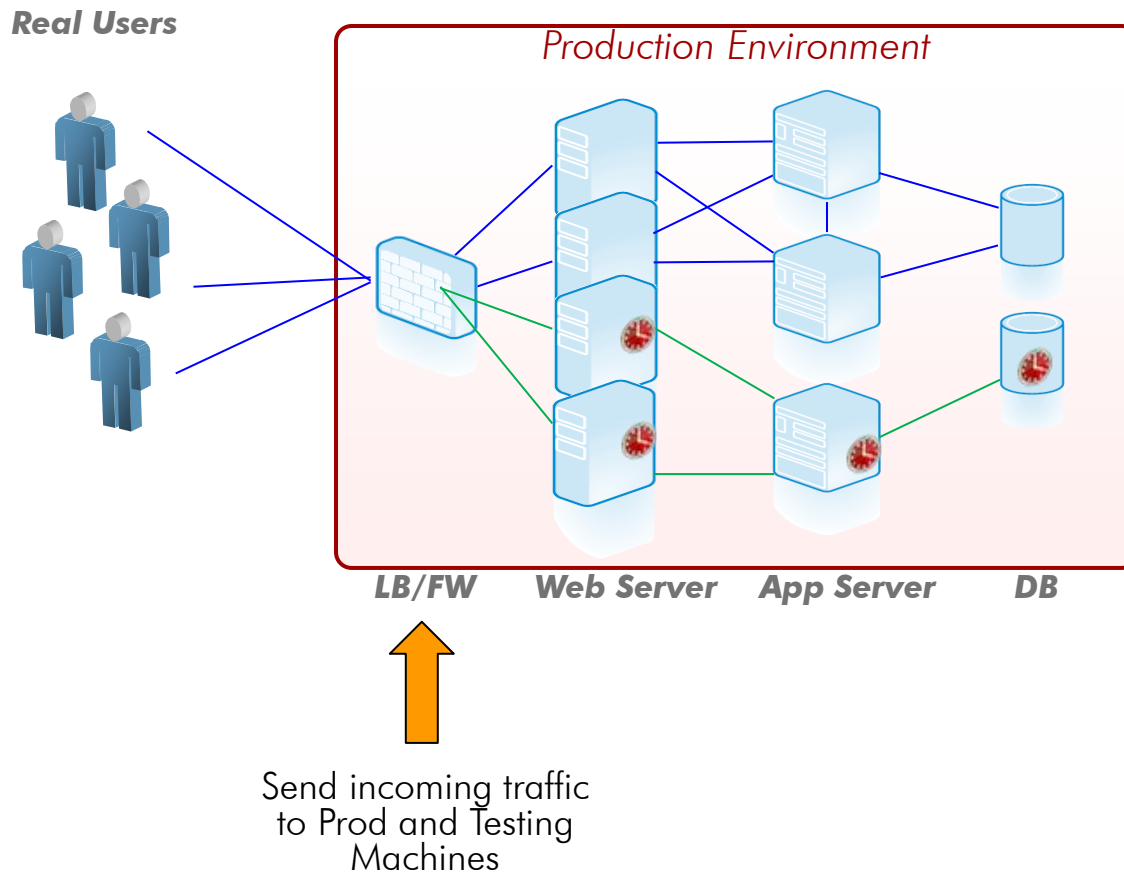 Real Users
Production Environment
LB/FW
Web Server
App Server
DB
Send incoming traffic
to Prod and Testing
Machines